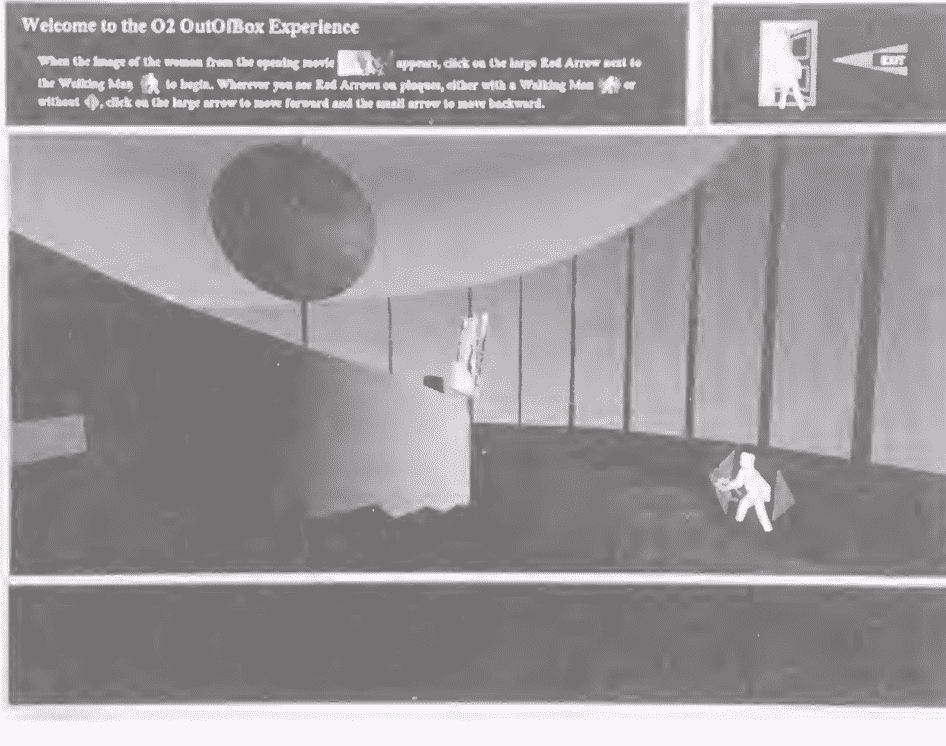 Welcome to the O2 OutOfBox Experience
When the image of the woman from the opening movie appears, click on the large Red Arrow next to
the Walking Man to begin. Wherever you see Red Arrows on plaques, either with a Walking Man or
without , click on the large arrow to move forward and the small arrow to move backward.
EXIT